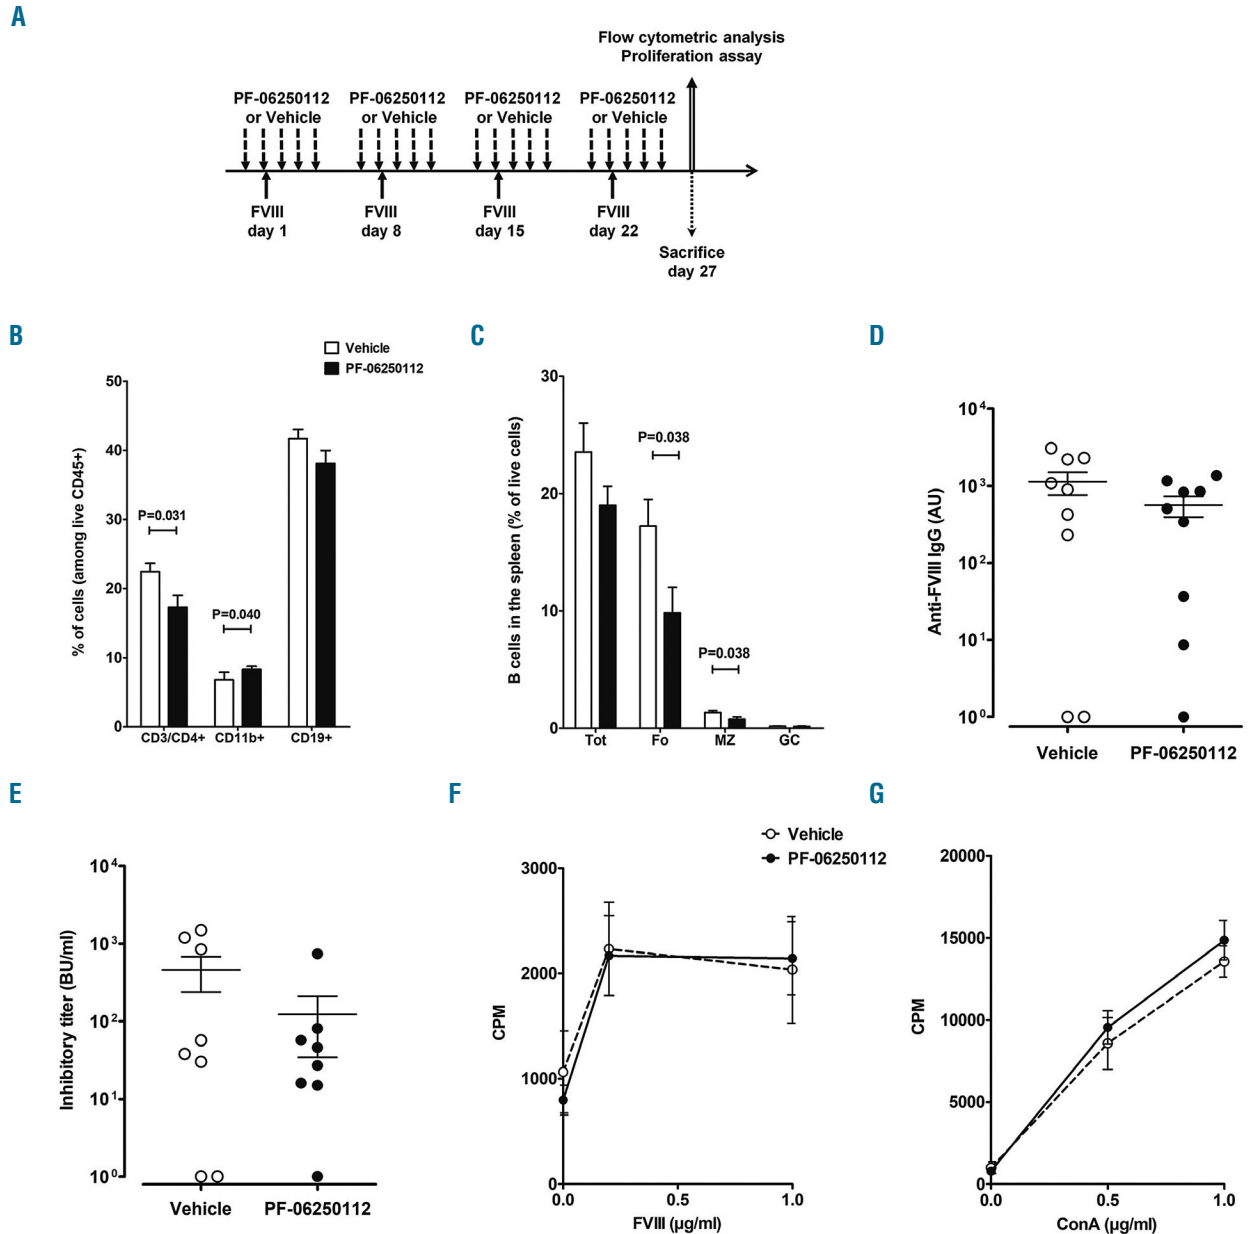 A
Flow cytometric analysis
Proliferation assay
PF-06250112 PF-06250112 PF-06250112 PF-06250112
or Vehicle or Vehicle or Vehicle or Vehicle
FVIII FVIII FVIII FVIII
day 1 day 8 day 15 day 22
Sacrifice
day 27
B
Vehicle
PF-06250112
% of cells (among live CD45+)
50
40
30
20
10
0
P=0.031
P=0.040
CD3/CD4+ CD11b+ CD19+
C
B cells in the spleen (% of live cells)
30
20
10
0
P=0.038
P=0.038
Tot Fo MZ GC
D
Anti-FVIII IgG (AU)
10⁴
10³
10²
10¹
10⁰
Vehicle PF-06250112
E
Inhibitory titer (BU/ml)
10⁴
10³
10²
10¹
10⁰
Vehicle PF-06250112
F
Vehicle
PF-06250112
CPM
3000
2000
1000
0
0.0 0.5 1.0
FVIII (µg/ml)
G
CPM
20000
15000
10000
5000
0
0.0 0.5 1.0
ConA (µg/ml)